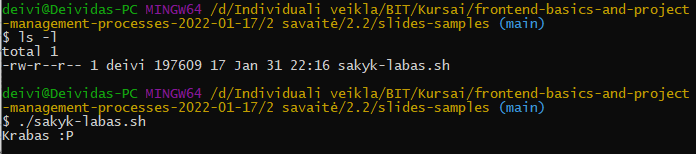 deivi@Deividas-PC MINGW64 /d/Individuali veikla/BIT/Kursai/frontend-basics-and-project
-management-processes-2022-01-17/2 savaitė/2.2/slides-samples (main)
$ ls -l
total 1
-rw-r--r-- 1 deivi 197609 17 Jan 31 22:16 sakyk-labas.sh
deivi@Deividas-PC MINGW64 /d/Individuali veikla/BIT/Kursai/frontend-basics-and-project
-management-processes-2022-01-17/2 savaitė/2.2/slides-samples (main)
$ ./sakyk-labas.sh
Krabas :P